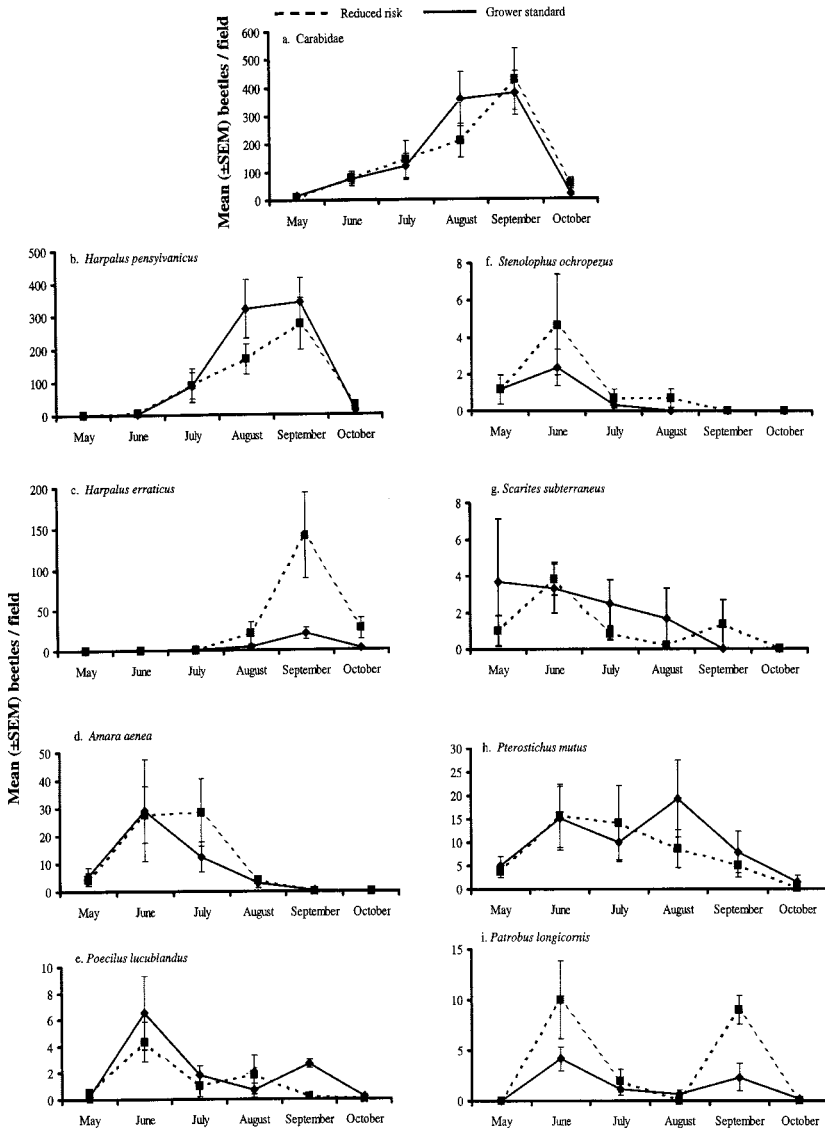 Reduced risk
Grower standard
a. Carabidae
Mean (±SEM) beetles / field
600
500
400
300
200
100
0
May June July August September October
b. Harpalus pensylvanicus
500
400
300
200
100
0
May June July August September October
f. Stenolophus ochropezus
8
6
4
2
0
May June July August September October
c. Harpalus erraticus
200
150
100
50
0
May June July August September October
g. Scarites subterraneus
8
6
4
2
0
May June July August September October
Mean (±SEM) beetles / field
d. Amara aenea
50
40
30
20
10
0
May June July August September October
h. Pterostichus mutus
30
25
20
15
10
5
0
May June July August September October
e. Poecilus lucublandus
10
8
6
4
2
0
May June July August September October
i. Patrobus longicornis
15
10
5
0
May June July August September October